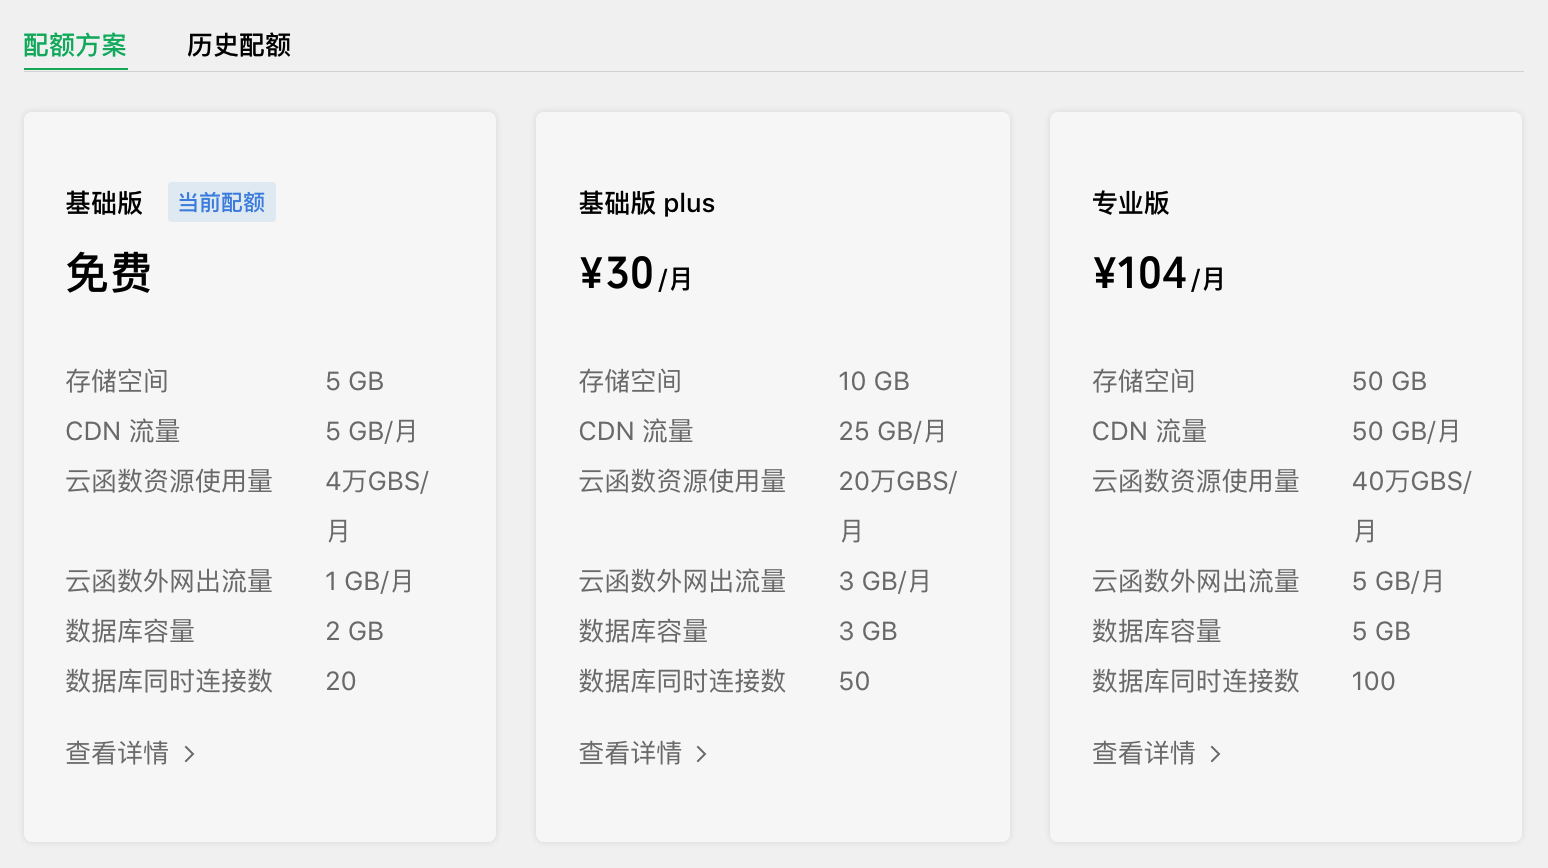 配额方案 历史配额
基础版 当前配额
免费
存储空间 5 GB
CDN 流量 5 GB/月
云函数资源使用量 4万GBS/
月
云函数外网出流量 1 GB/月
数据库容量 2 GB
数据库同时连接数 20
查看详情 >
基础版 plus
¥30/月
存储空间 10 GB
CDN 流量 25 GB/月
云函数资源使用量 20万GBS/
月
云函数外网出流量 3 GB/月
数据库容量 3 GB
数据库同时连接数 50
查看详情 >
专业版
¥104/月
存储空间 50 GB
CDN 流量 50 GB/月
云函数资源使用量 40万GBS/
月
云函数外网出流量 5 GB/月
数据库容量 5 GB
数据库同时连接数 100
查看详情 >